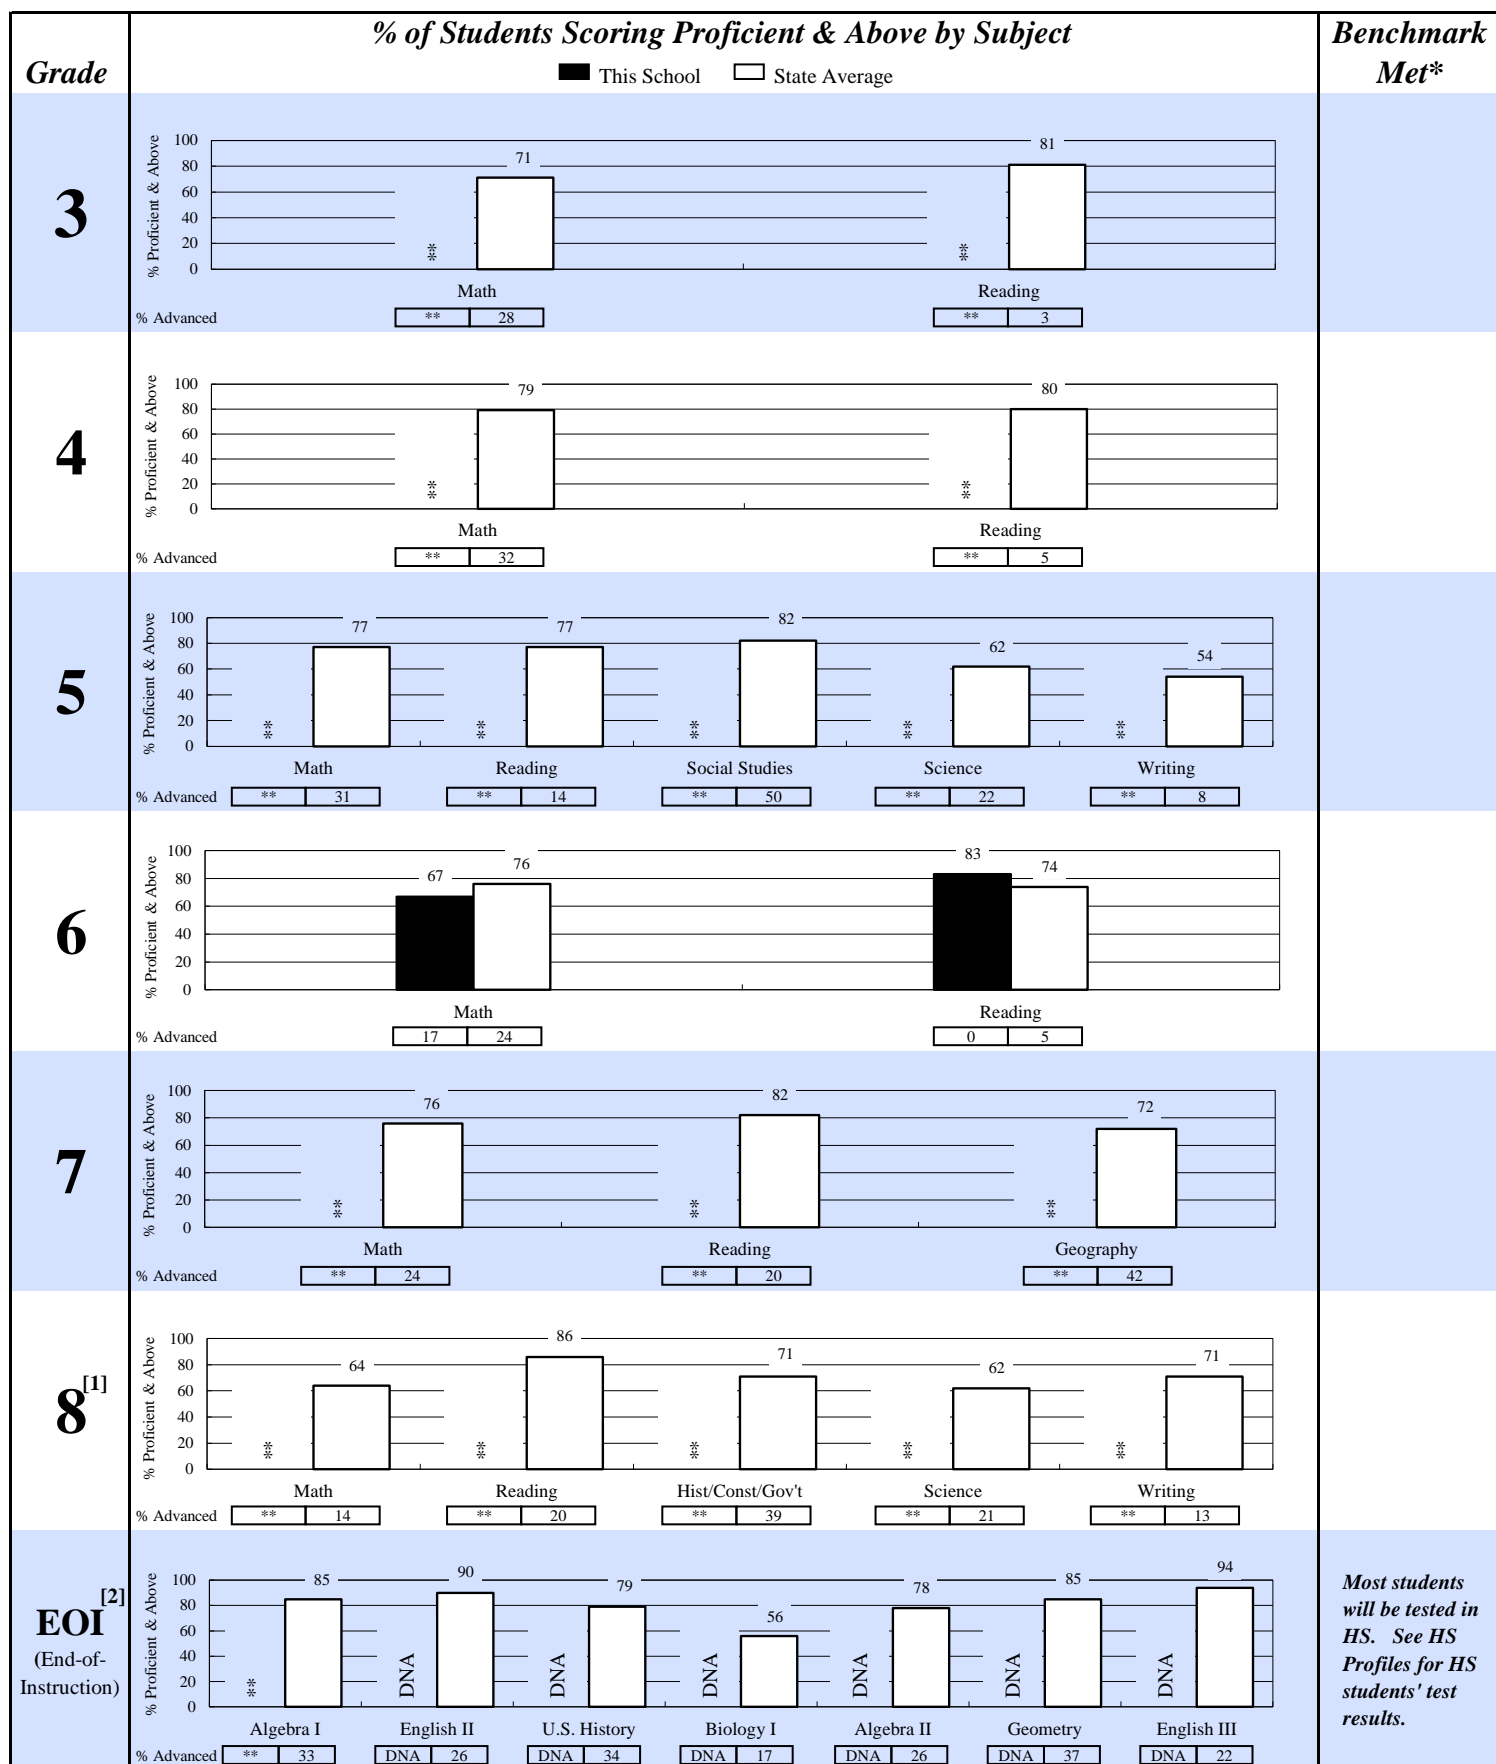 % of Students Scoring Proficient & Above by Subject
Benchmark
Met*
Grade
This School
State Average
3
% Proficient & Above
100
80
60
40
20
0
71
81
**
**
Math
Reading
% Advanced
** 28
** 3
4
% Proficient & Above
100
80
60
40
20
0
79
80
**
**
Math
Reading
% Advanced
** 32
** 5
5
% Proficient & Above
100
80
60
40
20
0
77
77
82
62
54
**
**
**
**
**
Math
Reading
Social Studies
Science
Writing
% Advanced
** 31
** 14
** 50
** 22
** 8
6
% Proficient & Above
100
80
60
40
20
0
67
76
83
74
Math
Reading
% Advanced
17 24
0 5
7
% Proficient & Above
100
80
60
40
20
0
76
82
72
**
**
**
Math
Reading
Geography
% Advanced
** 24
** 20
** 42
8[1]
% Proficient & Above
100
80
60
40
20
0
64
86
71
62
71
**
**
**
**
**
Math
Reading
Hist/Const/Gov't
Science
Writing
% Advanced
** 14
** 20
** 39
** 21
** 13
EOI[2]
(End-of-
Instruction)
% Proficient & Above
100
80
60
40
20
0
85
90
79
56
78
85
94
**
DNA
DNA
DNA
DNA
DNA
DNA
Algebra I
English II
U.S. History
Biology I
Algebra II
Geometry
English III
% Advanced
** 33
DNA 26
DNA 34
DNA 17
DNA 26
DNA 37
DNA 22
Most students
will be tested in
HS. See HS
Profiles for HS
students' test
results.